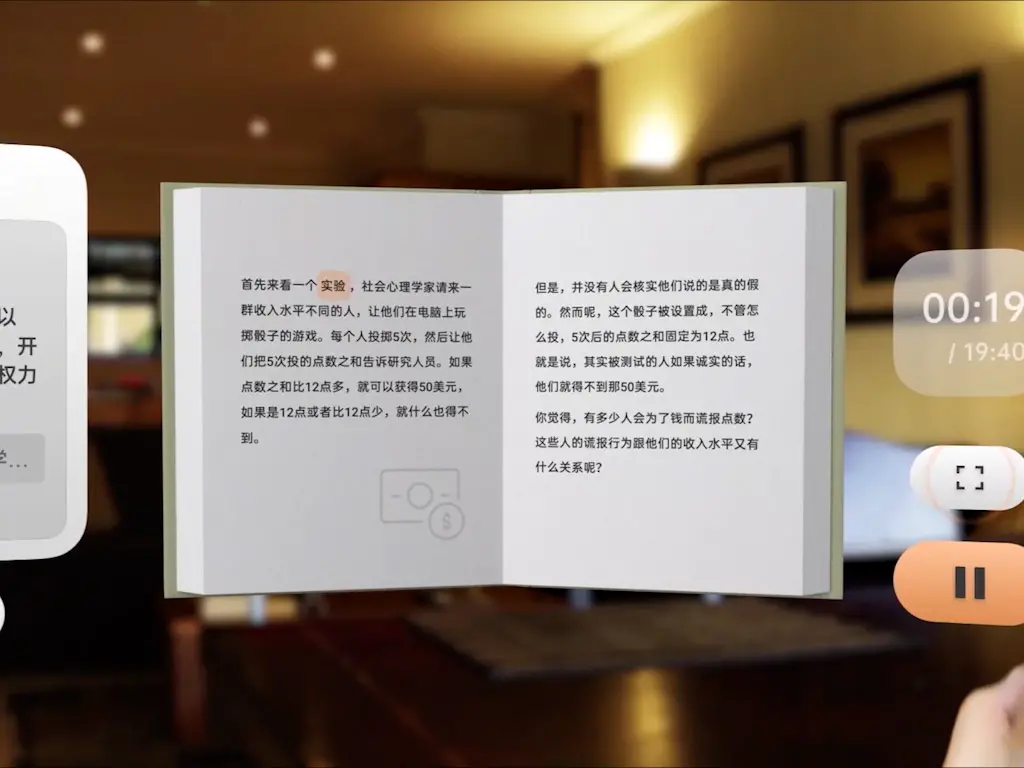 以
，开
权力
学…
首先来看一个实验，社会心理学家请来一
群收入水平不同的人，让他们在电脑上玩
掷骰子的游戏。每个人投掷5次，然后让他
们把5次投的点数之和告诉研究人员。如果
点数之和比12点多，就可以获得50美元，
如果是12点或者比12点少，就什么也得不
到。
但是，并没有人会核实他们说的是真的假
的。然而呢，这个骰子被设置成，不管怎
么投，5次后的点数之和固定为12点。也
就是说，其实被测试的人如果诚实的话，
他们就得不到那50美元。
你觉得，有多少人会为了钱而谎报点数？
这些人的谎报行为跟他们的收入水平又有
什么关系呢？
00:19
/ 19:40